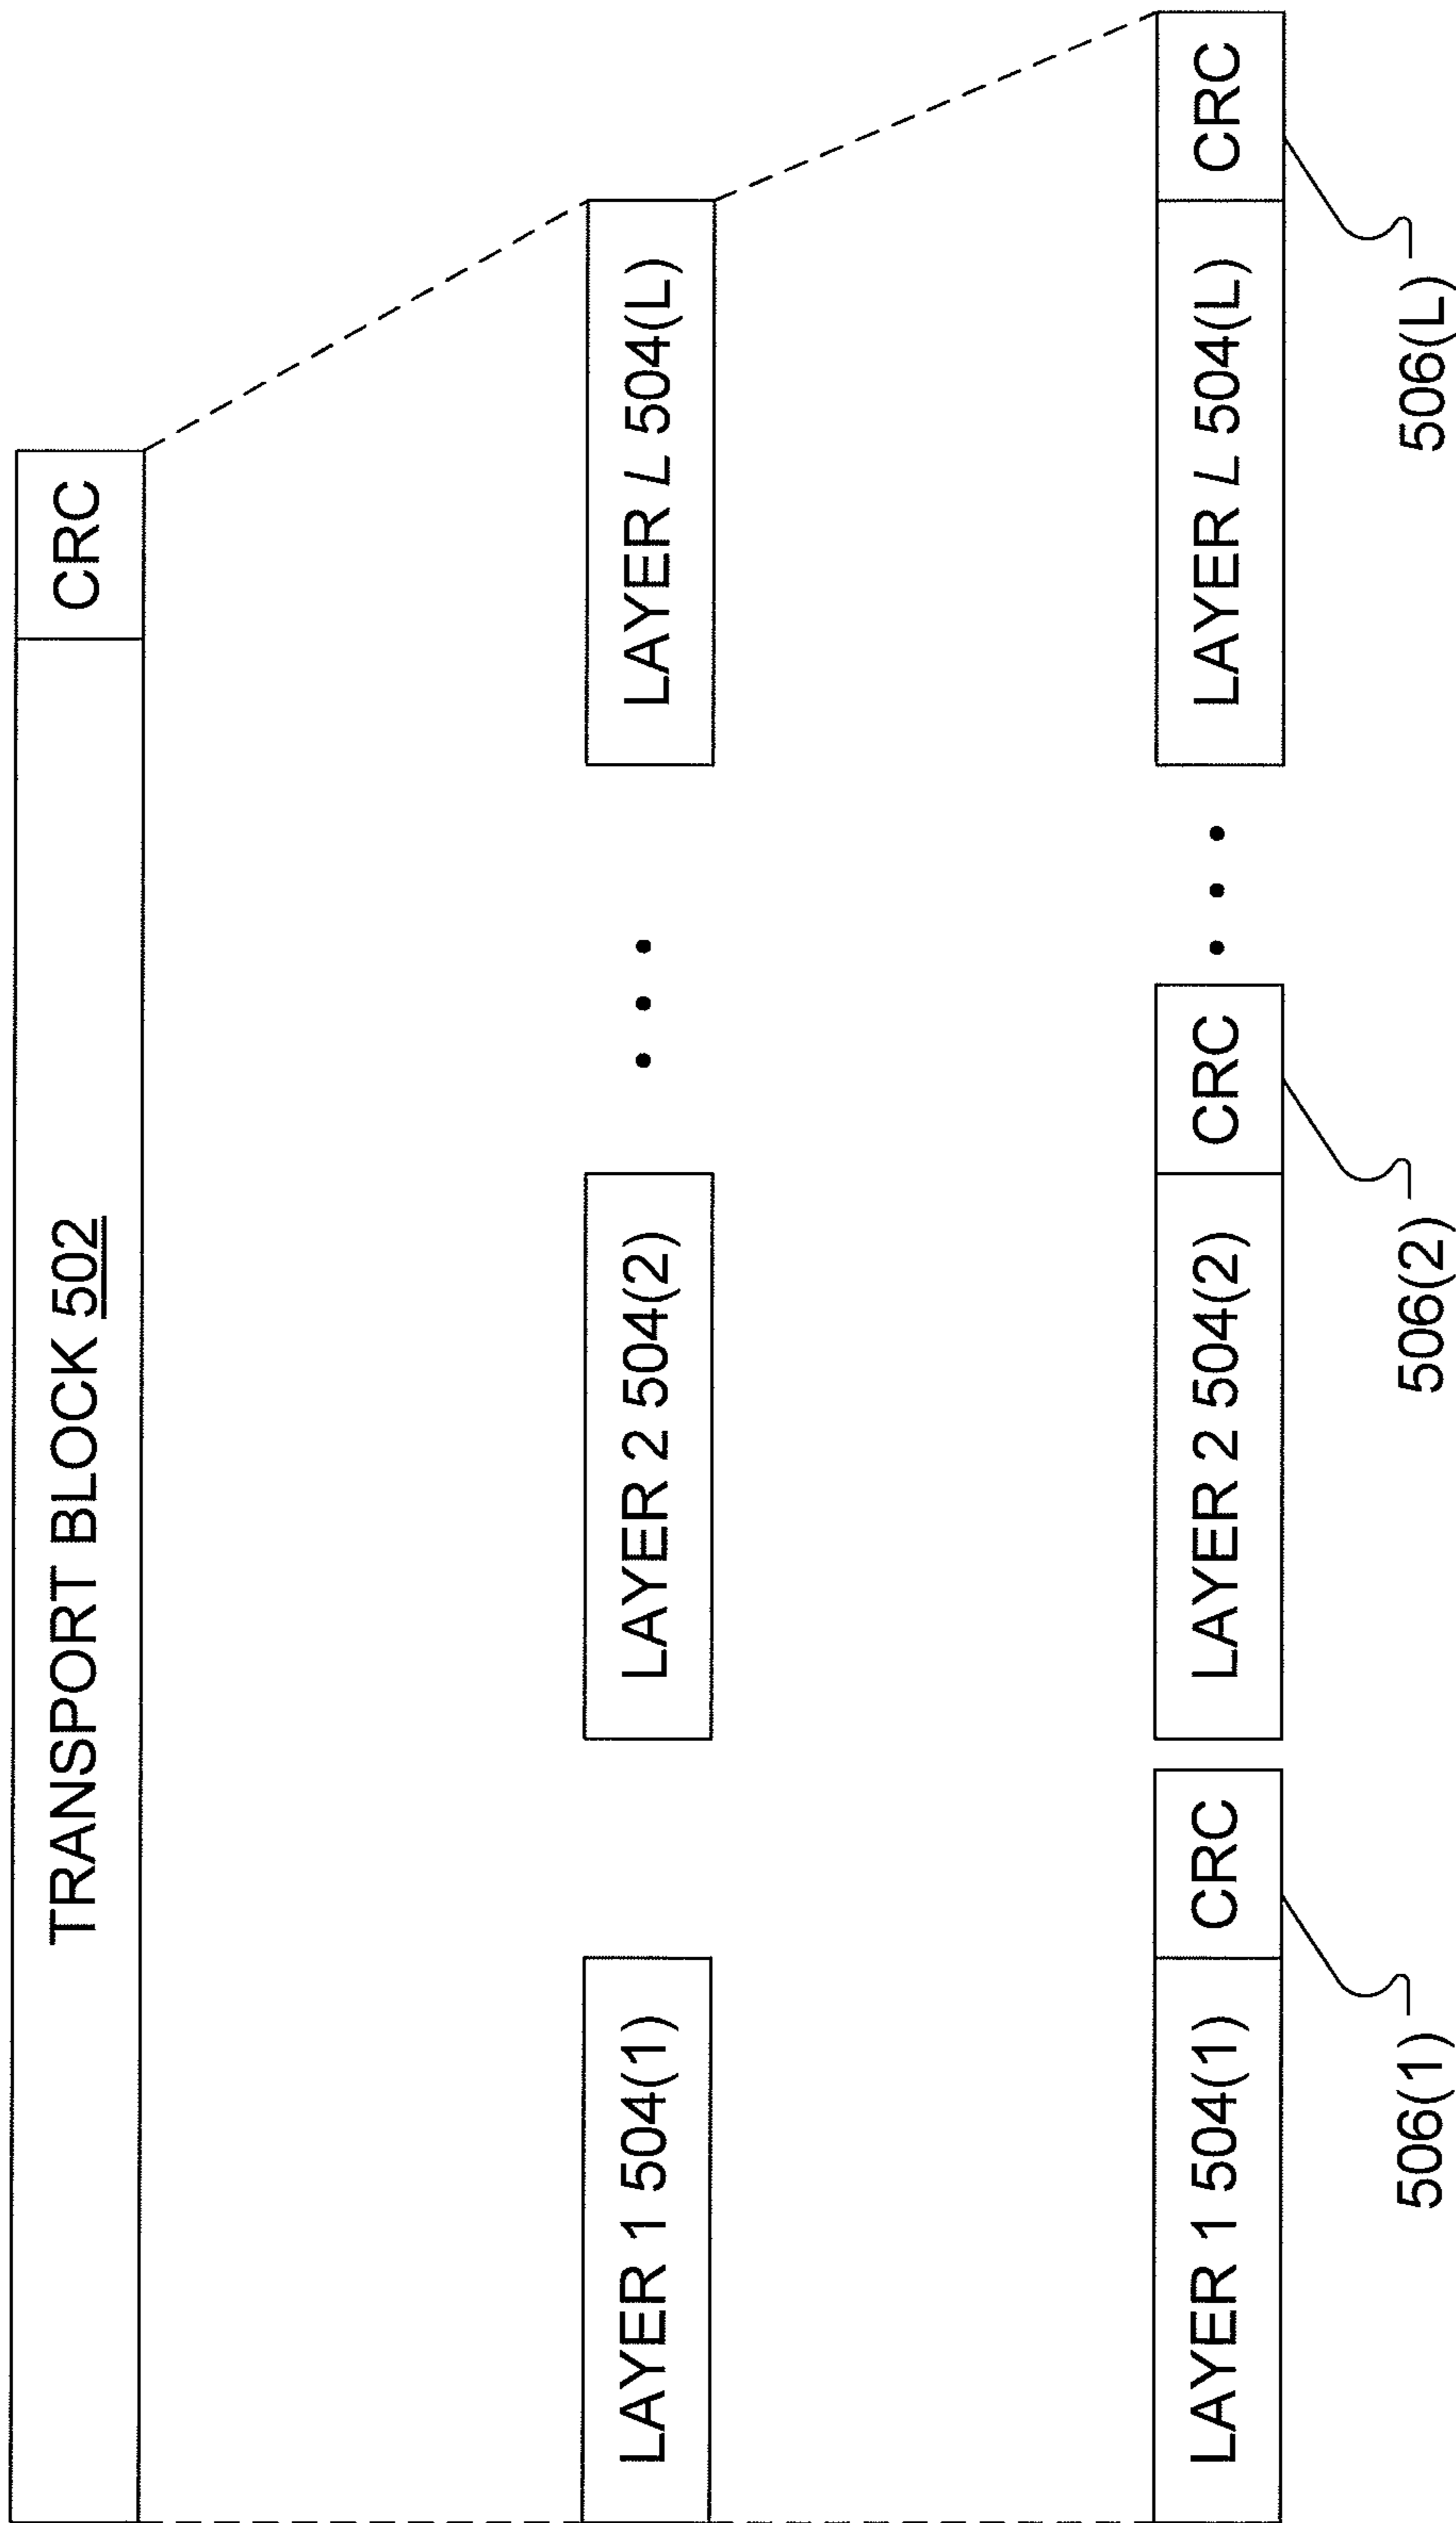 TRANSPORT BLOCK 502
CRC
LAYER 1 504(1)
LAYER 2 504(2)
LAYER L 504(L)
LAYER 1 504(1)
CRC
LAYER 2 504(2)
CRC
LAYER L 504(L)
CRC
506(1)
506(2)
506(L)